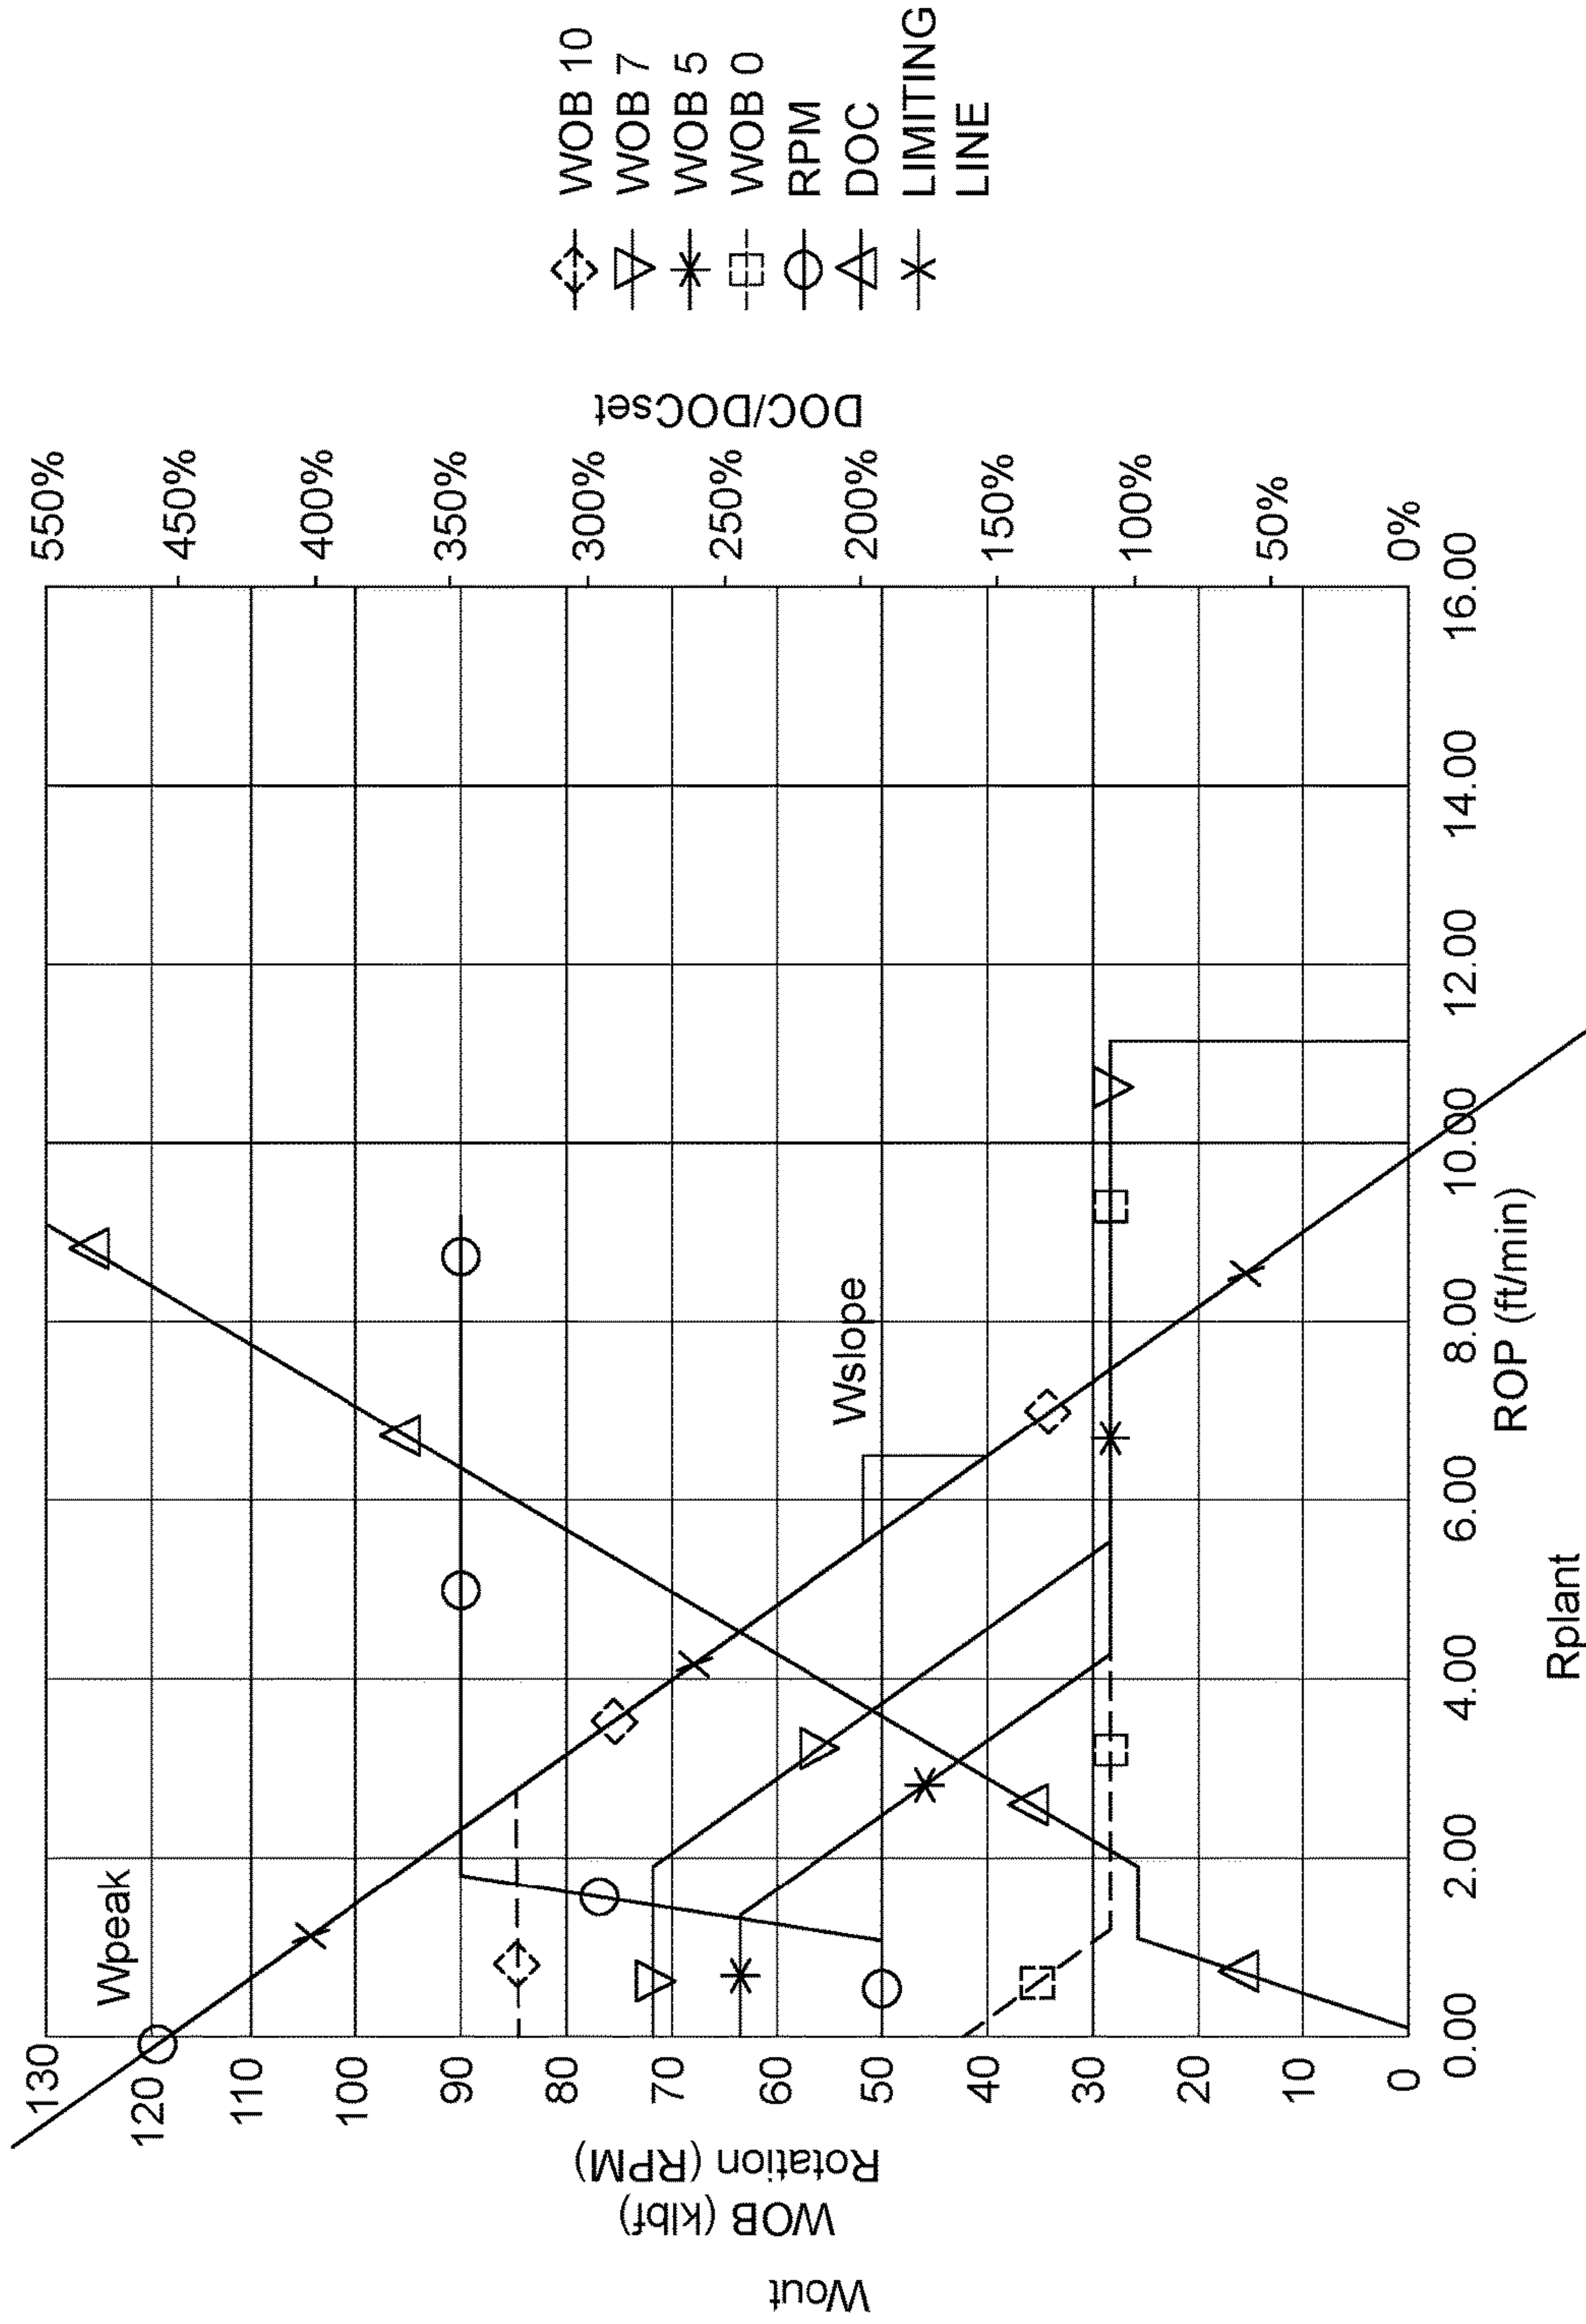 Wout
WOB (klbf)
Rotation (RPM)
130
120
110
100
90
80
70
60
50
40
30
20
10
0
Wpeak
Wslope
0.00
2.00
4.00
6.00
8.00
10.00
12.00
14.00
16.00
Rplant
ROP (ft/min)
550%
450%
400%
350%
300%
250%
200%
150%
100%
50%
0%
DOC/DOCset
WOB 10
WOB 7
WOB 5
WOB 0
RPM
DOC
LIMITING
LINE